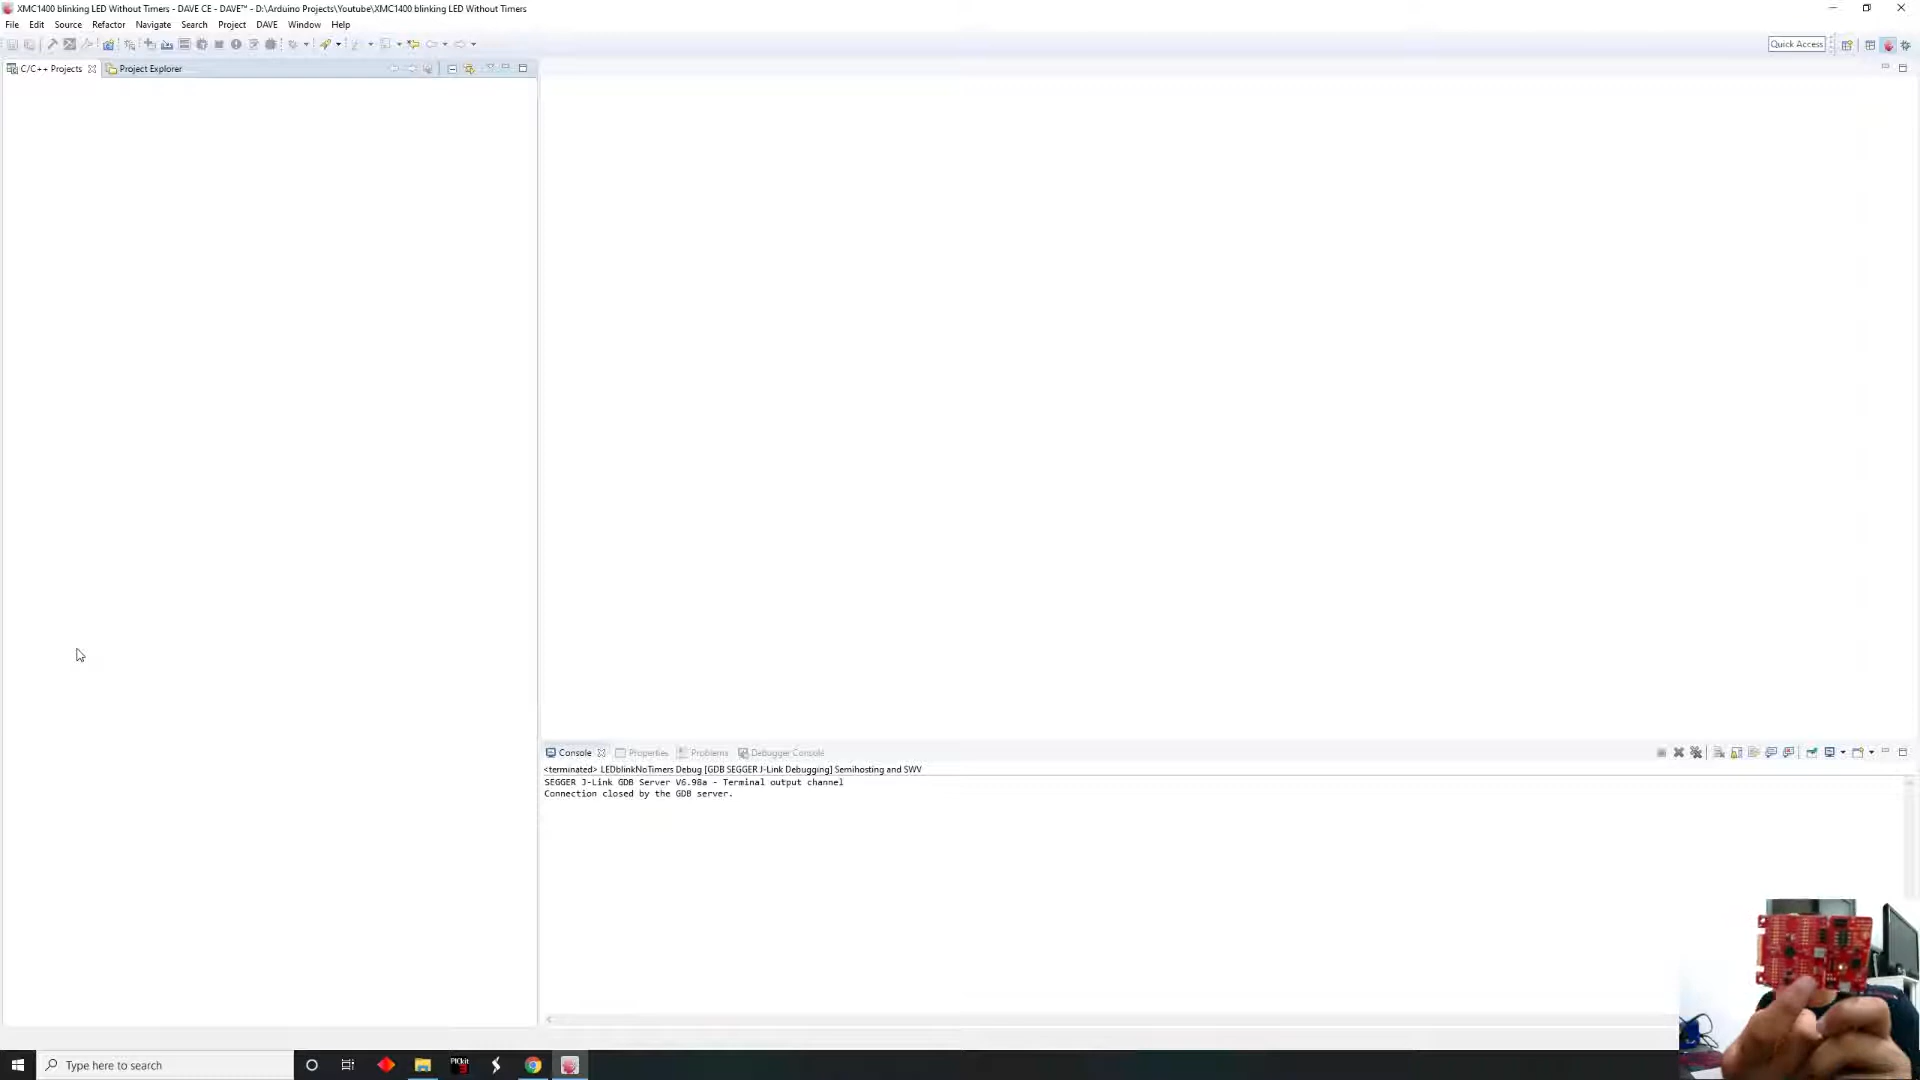 XMC1400 blinking LED Without Timers - DAVE CE - DAVE™ - D:\Arduino Projects\Youtube\XMC1400 blinking LED Without Timers
File Edit Source Refactor Navigate Search Project DAVE Window Help
Quick Access
C/C++ Projects Project Explorer
Console Properties Problems Debugger Console
<terminated> LEDblinkNoTimers Debug [GDB SEGGER J-Link Debugging] Semihosting and SWV
SEGGER J-Link GDB Server V6.98a - Terminal output channel
Connection closed by the GDB server.
Type here to search
PICkit